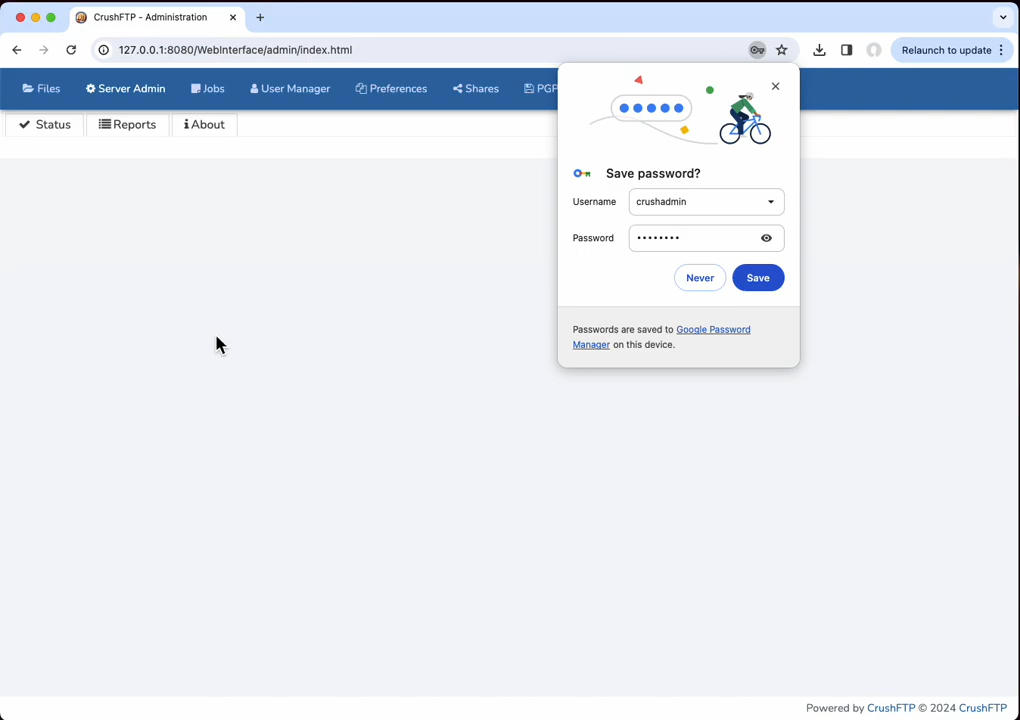 CrushFTP - Administration
127.0.0.1:8080/WebInterface/admin/index.html
Relaunch to update
Files
Server Admin
Jobs
User Manager
Preferences
Shares
PGP
Status
Reports
About
Save password?
Username
crushadmin
Password
••••••••
Never
Save
Passwords are saved to Google Password
Manager on this device.
Powered by CrushFTP © 2024 CrushFTP